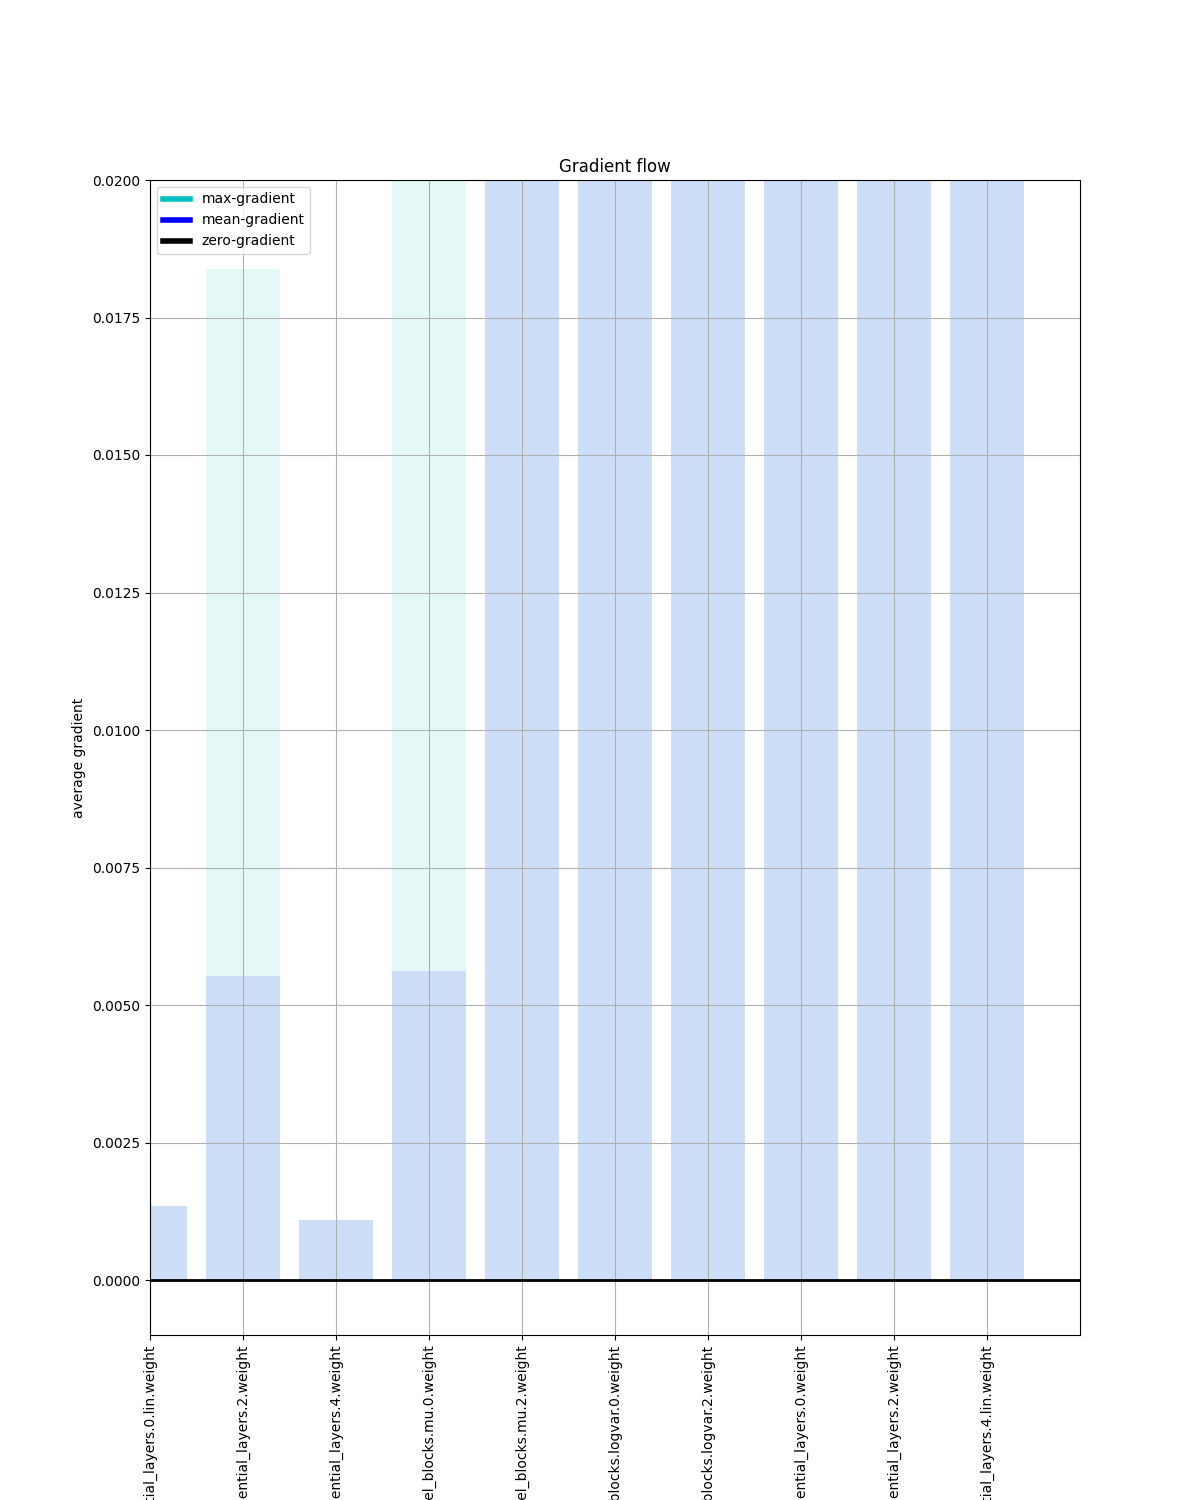 Gradient flow
max-gradient
mean-gradient
zero-gradient
0.0200
0.0175
0.0150
0.0125
0.0100
0.0075
0.0050
0.0025
0.0000
average gradient
tial_layers.0.lin.weight
ential_layers.2.weight
ential_layers.4.weight
el_blocks.mu.0.weight
el_blocks.mu.2.weight
blocks.logvar.0.weight
blocks.logvar.2.weight
ential_layers.0.weight
ential_layers.2.weight
tial_layers.4.lin.weight